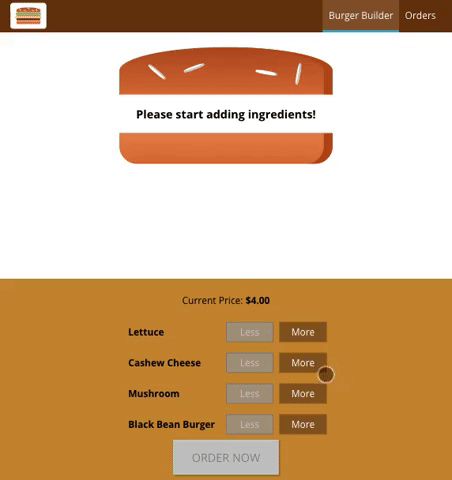 Burger Builder Orders
Please start adding ingredients!
Current Price: $4.00
Lettuce Less More
Cashew Cheese Less More
Mushroom Less More
Black Bean Burger Less More
ORDER NOW